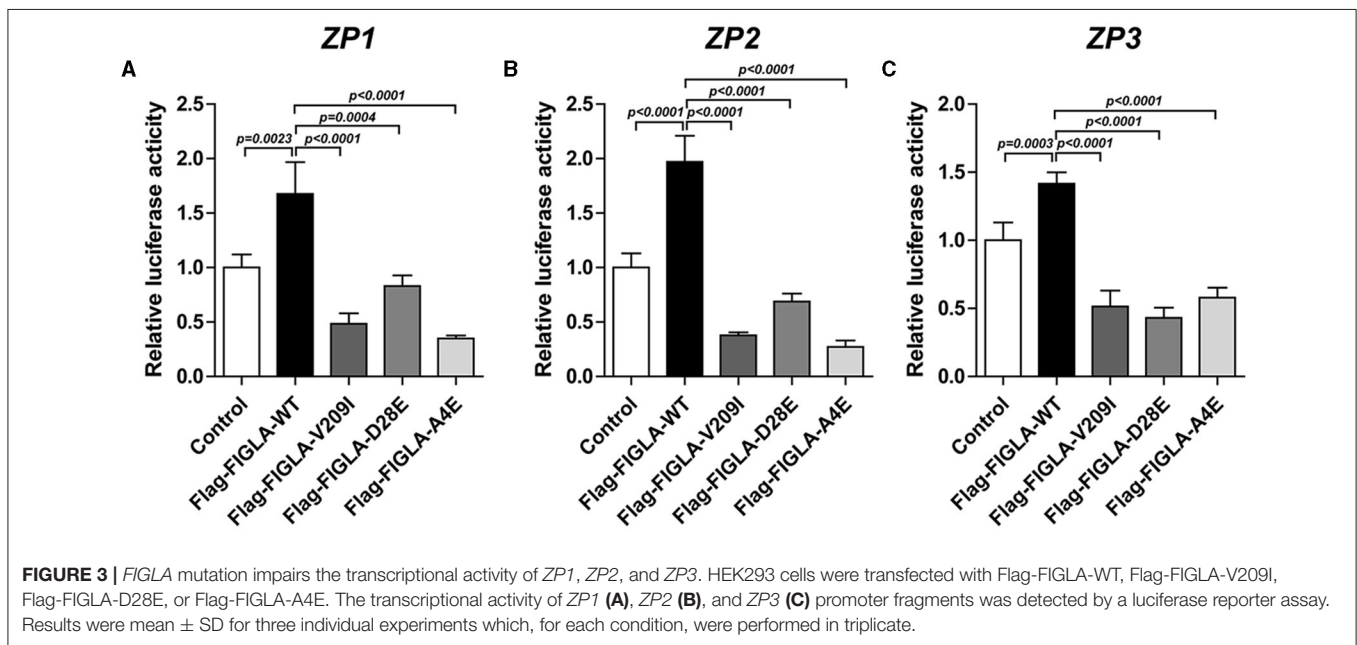 ZP1
ZP2
ZP3
A
B
C
p<0.0001
p=0.0004
p=0.0023
p<0.0001
2.5
2.0
1.5
1.0
0.5
0.0
Relative luciferase acticity
Control
Flag-FIGLA-WT
Flag-FIGLA-V209I
Flag-FIGLA-D28E
Flag-FIGLA-A4E
p<0.0001
p<0.0001
p<0.0001
p<0.0001
2.5
2.0
1.5
1.0
0.5
0.0
Relative luciferase activity
Control
Flag-FIGLA-WT
Flag-FIGLA-V209I
Flag-FIGLA-D28E
Flag-FIGLA-A4E
p<0.0001
p<0.0001
p=0.0003
p<0.0001
2.0
1.5
1.0
0.5
0.0
Relative luciferase activity
Control
Flag-FIGLA-WT
Flag-FIGLA-V209I
Flag-FIGLA-D28E
Flag-FIGLA-A4E
FIGURE 3 | FIGLA mutation impairs the transcriptional activity of ZP1, ZP2, and ZP3. HEK293 cells were transfected with Flag-FIGLA-WT, Flag-FIGLA-V209I,
Flag-FIGLA-D28E, or Flag-FIGLA-A4E. The transcriptional activity of ZP1 (A), ZP2 (B), and ZP3 (C) promoter fragments was detected by a luciferase reporter assay.
Results were mean ± SD for three individual experiments which, for each condition, were performed in triplicate.